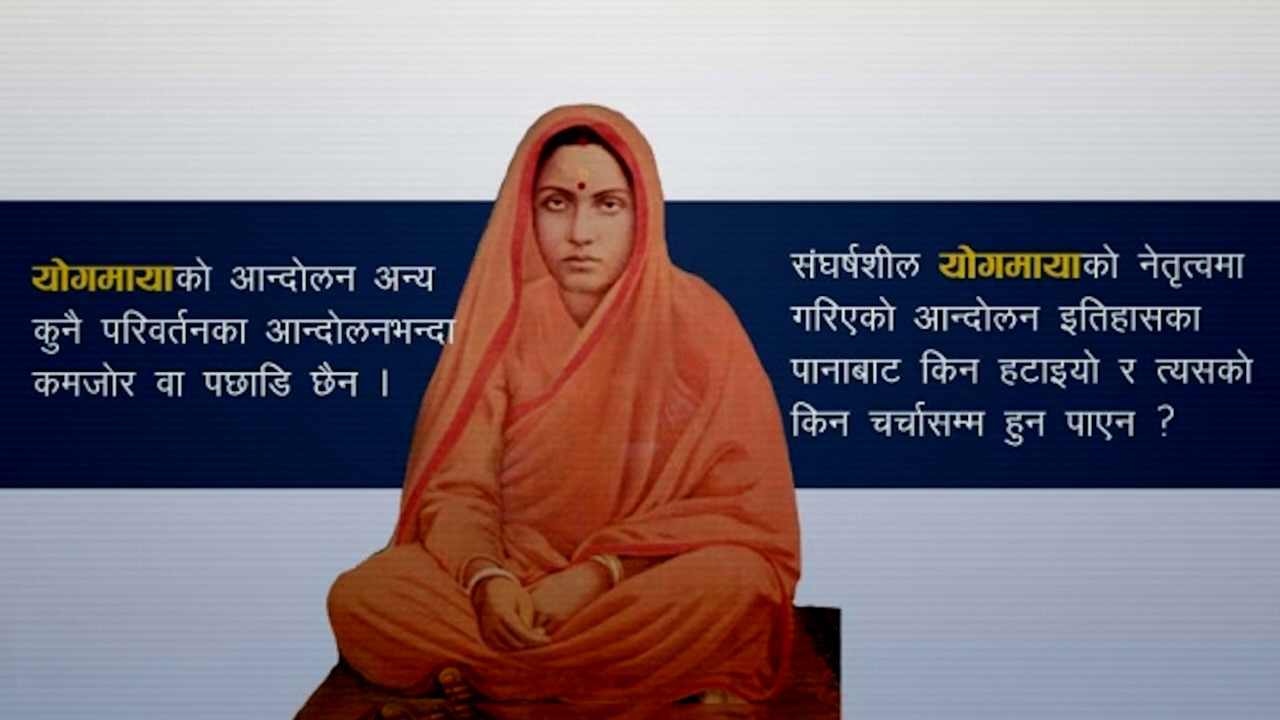 योगमायाको आन्दोलन अन्य
कुनै परिवर्तनका आन्दोलनभन्दा
कमजोर वा पछाडि छैन ।
संघर्षशील योगमायाको नेतृत्वमा
गरिएको आन्दोलन इतिहासका
पानाबाट किन हटाइयो र त्यसको
किन चर्चासम्म हुन पाएन ?